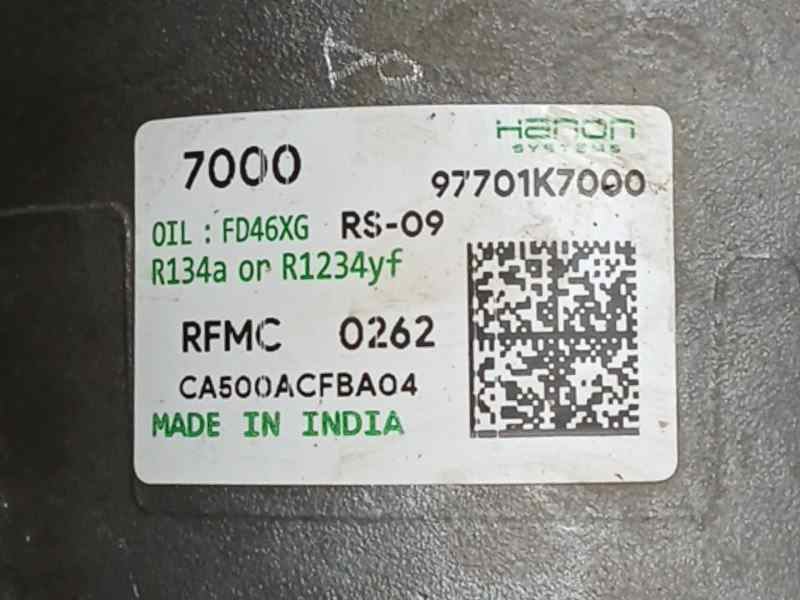 Hanon
SYSTEMS
7000
97701K7000
OIL : FD46XG RS-09
R134a or R1234yf
RFMC 0262
CA500ACFBA04
MADE IN INDIA